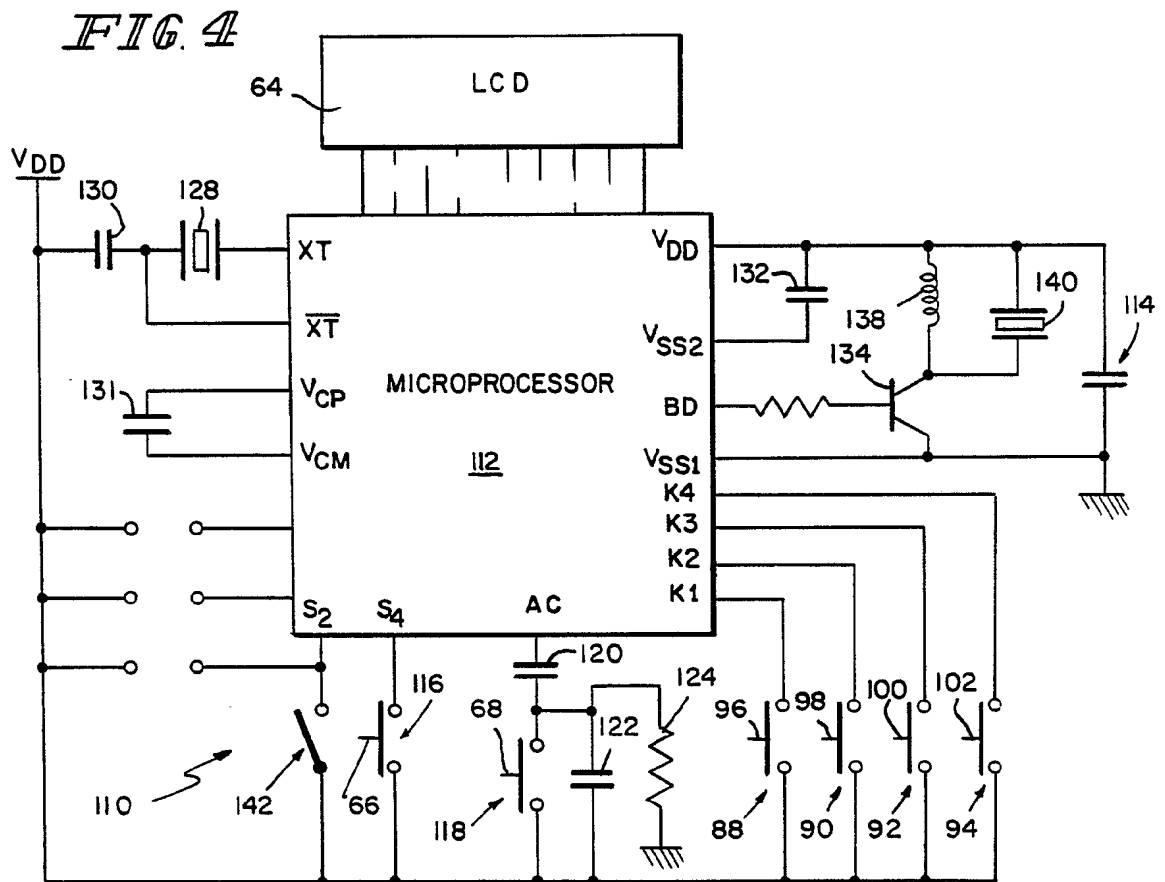 FIG. 4
LCD
64
VDD
130
128
XT
VDD
132
138
140
114
XT
VSS2
134
131
VCP
MICROPROCESSOR
BD
VCM
112
VSS1
K4
K3
K2
K1
S2
S4
AC
120
116
124
68
122
96
98
100
102
110
142
66
118
88
90
92
94